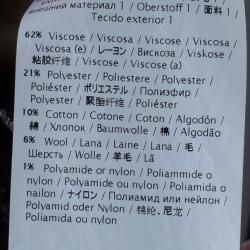 внешний материал 1 / Oberstoff 1 / 面料 1 /
Tecido exterior 1
62% Viscose / Viscosa / Viscosa / Viscosa /
Viscosa (e) / レーヨン / Вискоза / Viskose /
粘胶纤维 / Viscose / Viscose (a)
21% Polyester / Poliestere / Polyester /
Poliéster / ポリエステル / Полиэфир /
Polyester / 聚酯纤维 / Poliéster
10% Cotton / Cotone / Coton / Algodón /
綿 / Хлопок / Baumwolle / 棉 / Algodão
6% Wool / Lana / Laine / Lana / 毛 /
Шерсть / Wolle / 羊毛 / Lã
1% Polyamide or nylon / Poliammide o
nailon / Polyamide ou nylon / Poliamida o
nailon / ナイロン / Полиамид или нейлон /
Polyamid oder Nylon / 锦纶、尼龙 /
Poliamida ou nylon